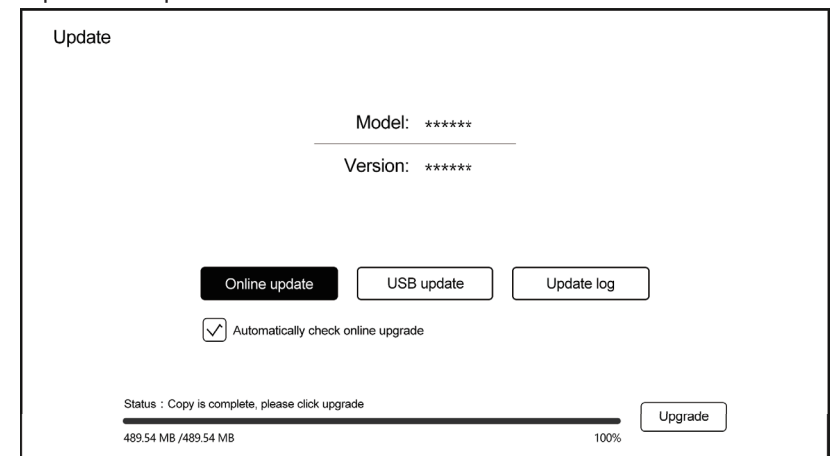 Update
Model: ******
Version: ******
Online update USB update Update log
Automatically check online upgrade
Status : Copy is complete, please click upgrade
Upgrade
489.54 MB /489.54 MB 100%